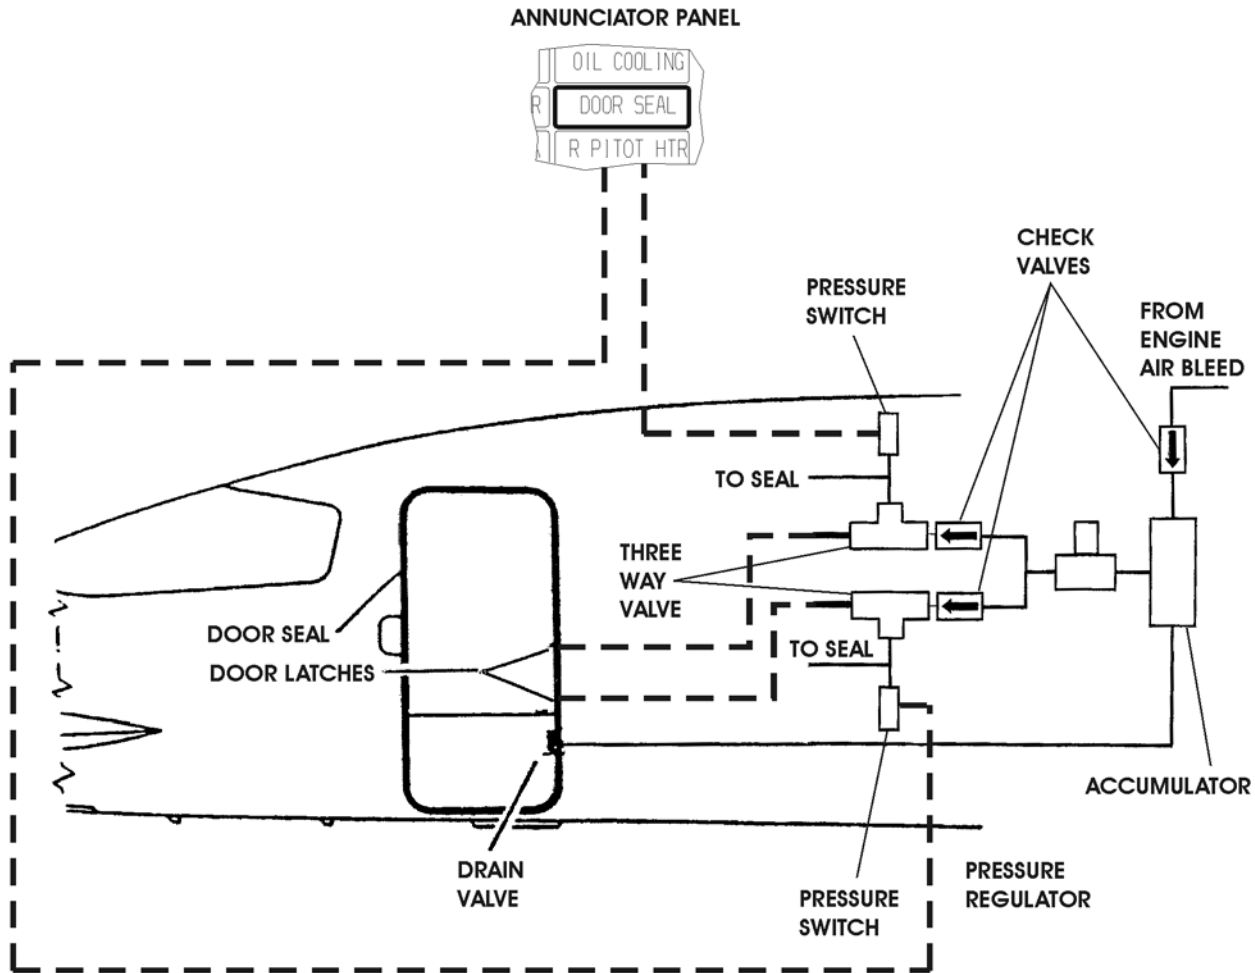 ANNUNCIATOR PANEL
OIL COOLING
R
DOOR SEAL
R PITOT HTR
CHECK
VALVES
PRESSURE
SWITCH
FROM
ENGINE
AIR BLEED
TO SEAL
THREE
WAY
VALVE
DOOR SEAL
TO SEAL
DOOR LATCHES
ACCUMULATOR
DRAIN
VALVE
PRESSURE
REGULATOR
PRESSURE
SWITCH